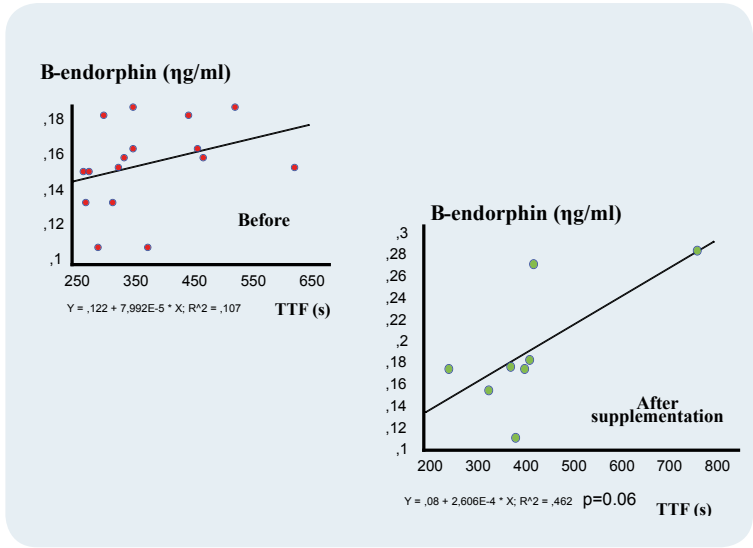 B-endorphin (ηg/ml)
,18
,16
,14
,12
,1
Before
250 350 450 550 650
Y = ,122 + 7,992E-5 * X; R^2 = ,107 TTF (s)
B-endorphin (ηg/ml)
,3
,28
,26
,24
,22
,2
,18
,16
,14
,12
,1
After
supplementation
200 300 400 500 600 700 800
Y = ,08 + 2,606E-4 * X; R^2 = ,462 p=0.06 TTF (s)